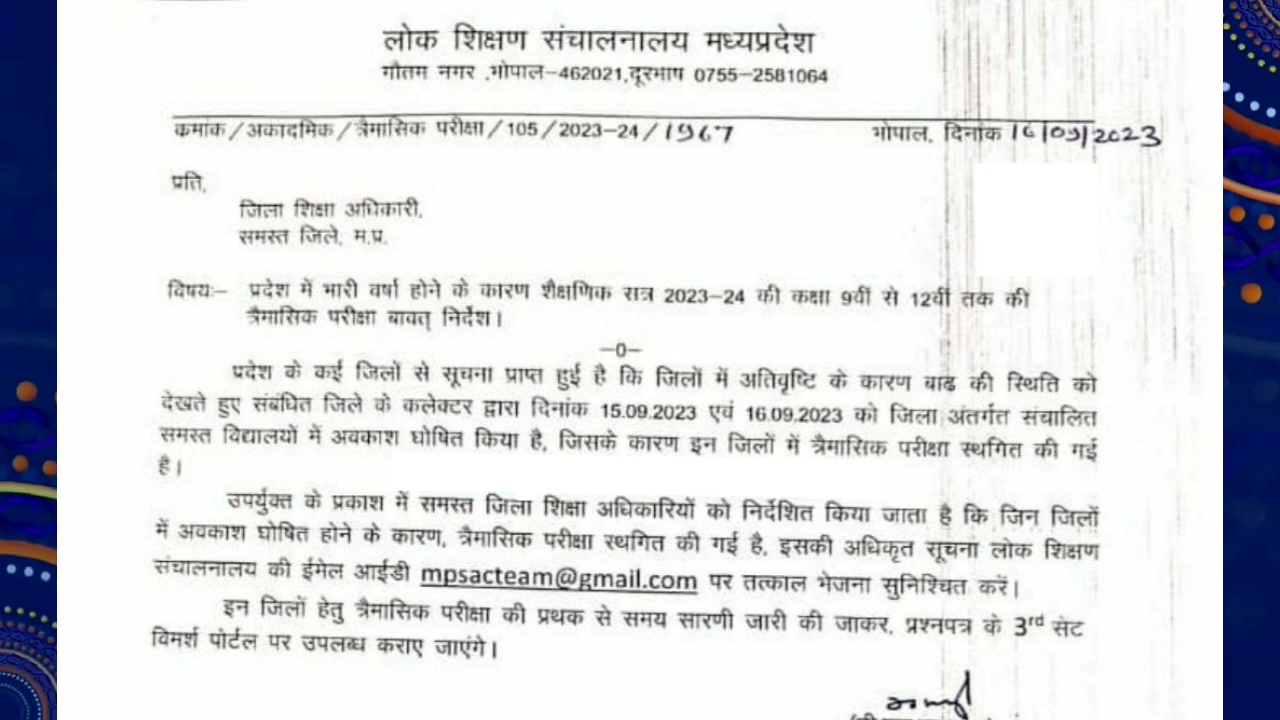 लोक शिक्षण संचालनालय मध्यप्रदेश
गौतम नगर ,भोपाल–462021,दूरभाष 0755–2581064
क्रमांक / अकादमिक / त्रैमासिक परीक्षा / 105 / 2023–24 / 1967
भोपाल, दिनांक 16/09/2023
प्रति,
जिला शिक्षा अधिकारी,
समस्त जिले, म.प्र.
विषयः– प्रदेश में भारी वर्षा होने के कारण शैक्षणिक सत्र 2023–24 की कक्षा 9वीं से 12वीं तक की
त्रैमासिक परीक्षा बावत् निर्देश।
–0–
प्रदेश के कई जिलों से सूचना प्राप्त हुई है कि जिलों में अतिवृष्टि के कारण बाढ की स्थिति को
देखते हुए संबंधित जिले के कलेक्टर द्वारा दिनांक 15.09.2023 एवं 16.09.2023 को जिला अंतर्गत संचालित
समस्त विद्यालयों में अवकाश घोषित किया है, जिसके कारण इन जिलों में त्रैमासिक परीक्षा स्थगित की गई
है।
उपर्युक्त के प्रकाश में समस्त जिला शिक्षा अधिकारियों को निर्देशित किया जाता है कि जिन जिलों
में अवकाश घोषित होने के कारण, त्रैमासिक परीक्षा स्थगित की गई है, इसकी अधिकृत सूचना लोक शिक्षण
संचालनालय की ईमेल आईडी mpsacteam@gmail.com पर तत्काल भेजना सुनिश्चित करें।
इन जिलों हेतु त्रैमासिक परीक्षा की प्रथक से समय सारणी जारी की जाकर, प्रश्नपत्र के 3rd सेट
विमर्श पोर्टल पर उपलब्ध कराए जाएंगे।